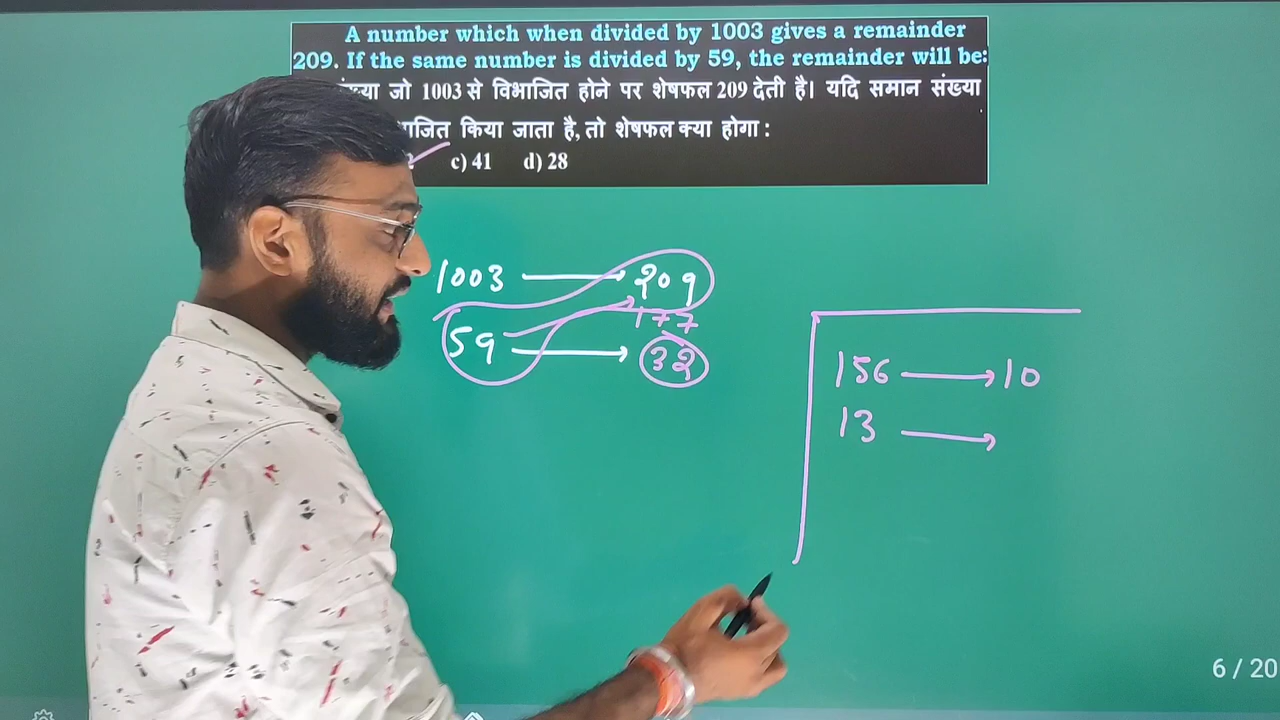 A number which when divided by 1003 gives a remainder
209. If the same number is divided by 59, the remainder will be:
जो 1003 से विभाजित होने पर शेषफल 209 देती है। यदि समान संख्या
किया जाता है, तो शेषफल क्या होगा :
c) 41 d) 28
1003 209
177
59 32
156 10
13
6 / 20